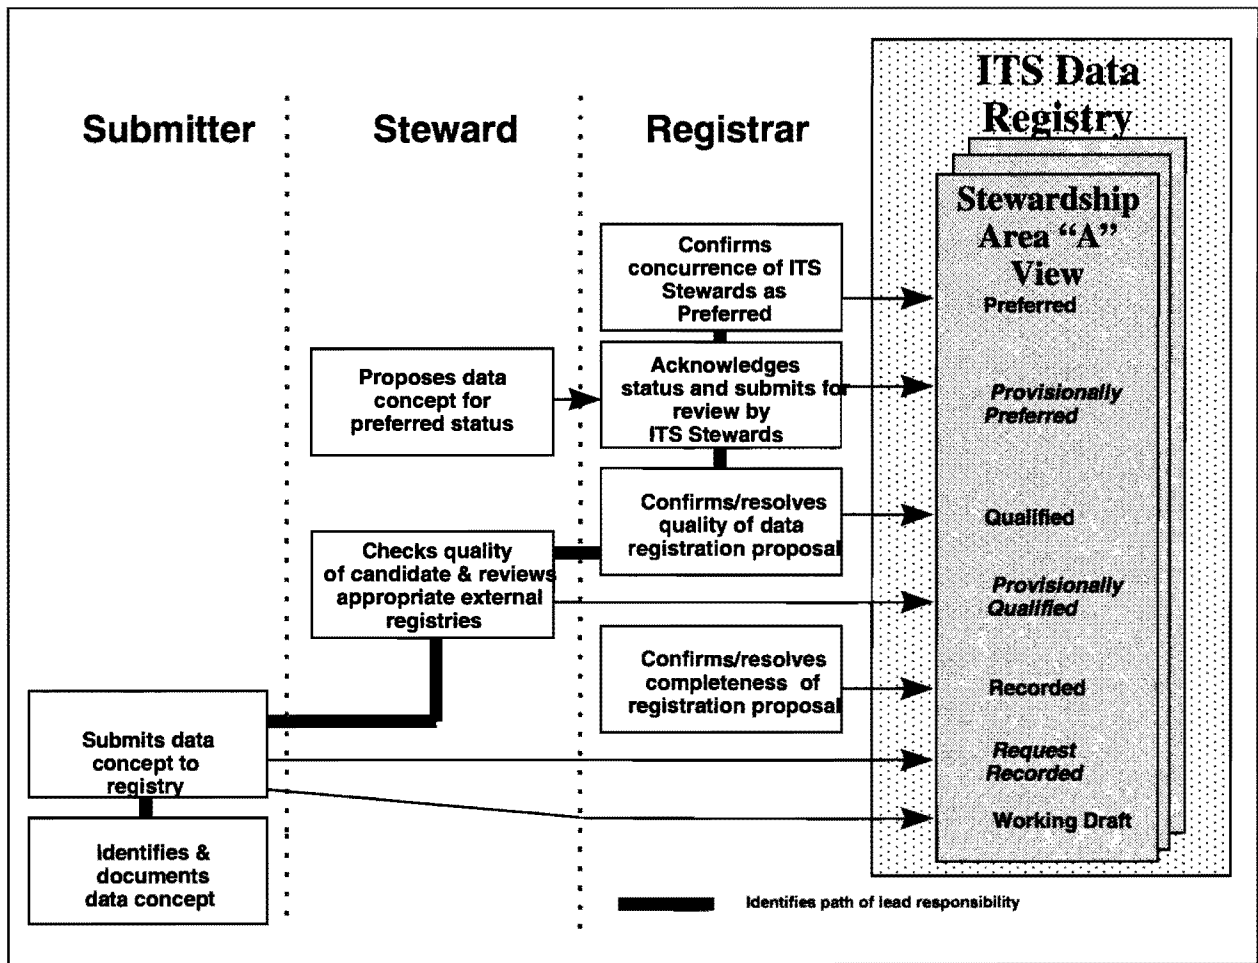 Submitter
Steward
Registrar
ITS Data
Registry
Stewardship
Area “A”
View
Confirms
concurrence of ITS
Stewards as
Preferred
Preferred
Proposes data
concept for
preferred status
Acknowledges
status and submits for
review by
ITS Stewards
Provisionally
Preferred
Confirms/resolves
quality of data
registration proposal
Qualified
Checks quality
of candidate & reviews
appropriate external
registries
Provisionally
Qualified
Confirms/resolves
completeness of
registration proposal
Recorded
Submits data
concept to
registry
Request
Recorded
Working Draft
Identifies &
documents
data concept
Identifies path of lead responsibility